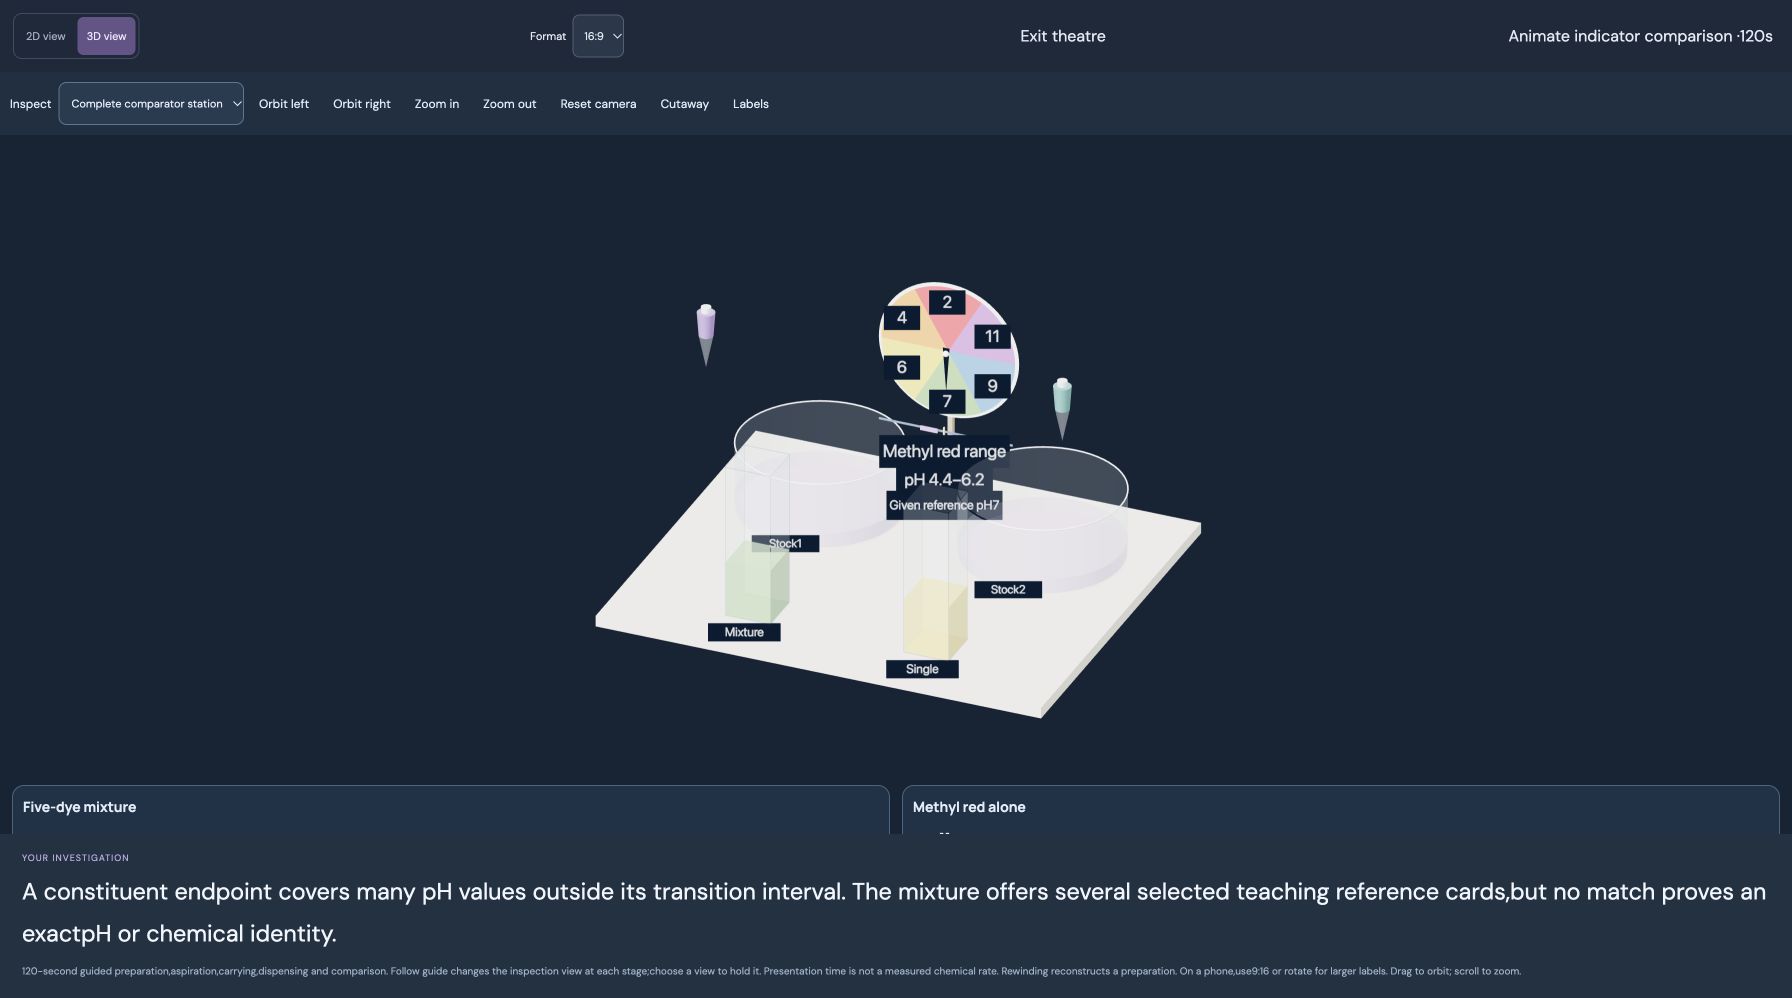 2D view
3D view
Format
16:9
Exit theatre
Animate indicator comparison ·120s
Inspect
Complete comparator station
Orbit left
Orbit right
Zoom in
Zoom out
Reset camera
Cutaway
Labels
2
4
11
6
9
7
Methyl red range
pH 4.4–6.2
Given reference pH7
Stock1
Stock2
Mixture
Single
Five-dye mixture
Methyl red alone
YOUR INVESTIGATION
A constituent endpoint covers many pH values outside its transition interval. The mixture offers several selected teaching reference cards,but no match proves an
exactpH or chemical identity.
120-second guided preparation,aspiration,carrying,dispensing and comparison. Follow guide changes the inspection view at each stage;choose a view to hold it. Presentation time is not a measured chemical rate. Rewinding reconstructs a preparation. On a phone,use9:16 or rotate for larger labels. Drag to orbit; scroll to zoom.